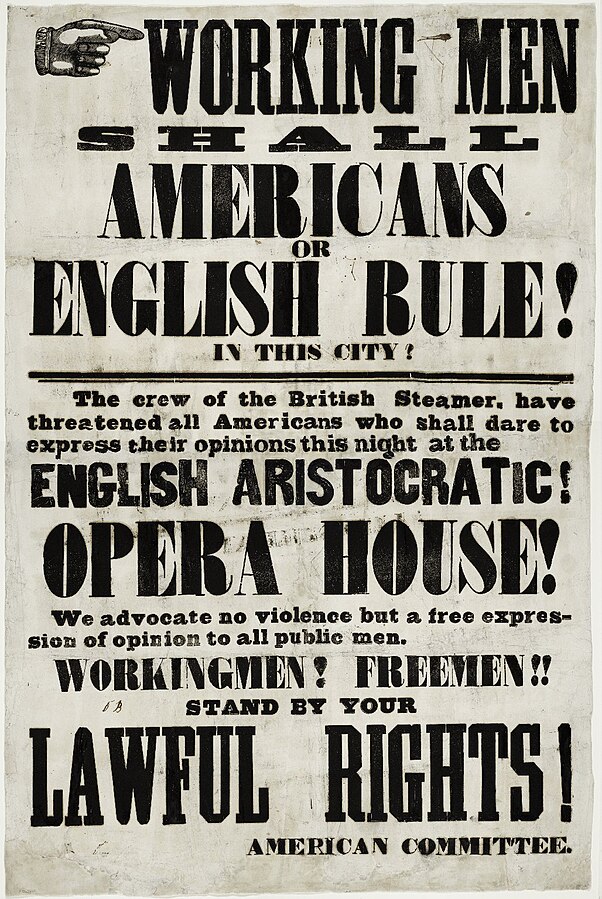 WORKING MEN
SHALL
AMERICANS
OR
ENGLISH RULE!
IN THIS CITY?
The crew of the British Steamer, have
threatened all Americans who shall dare to
express their opinions this night at the
ENGLISH ARISTOCRATIC!
OPERA HOUSE!
We advocate no violence but a free expres-
sion of opinion to all public men.
WORKINGMEN! FREEMEN!!
STAND BY YOUR
LAWFUL RIGHTS!
AMERICAN COMMITTEE.